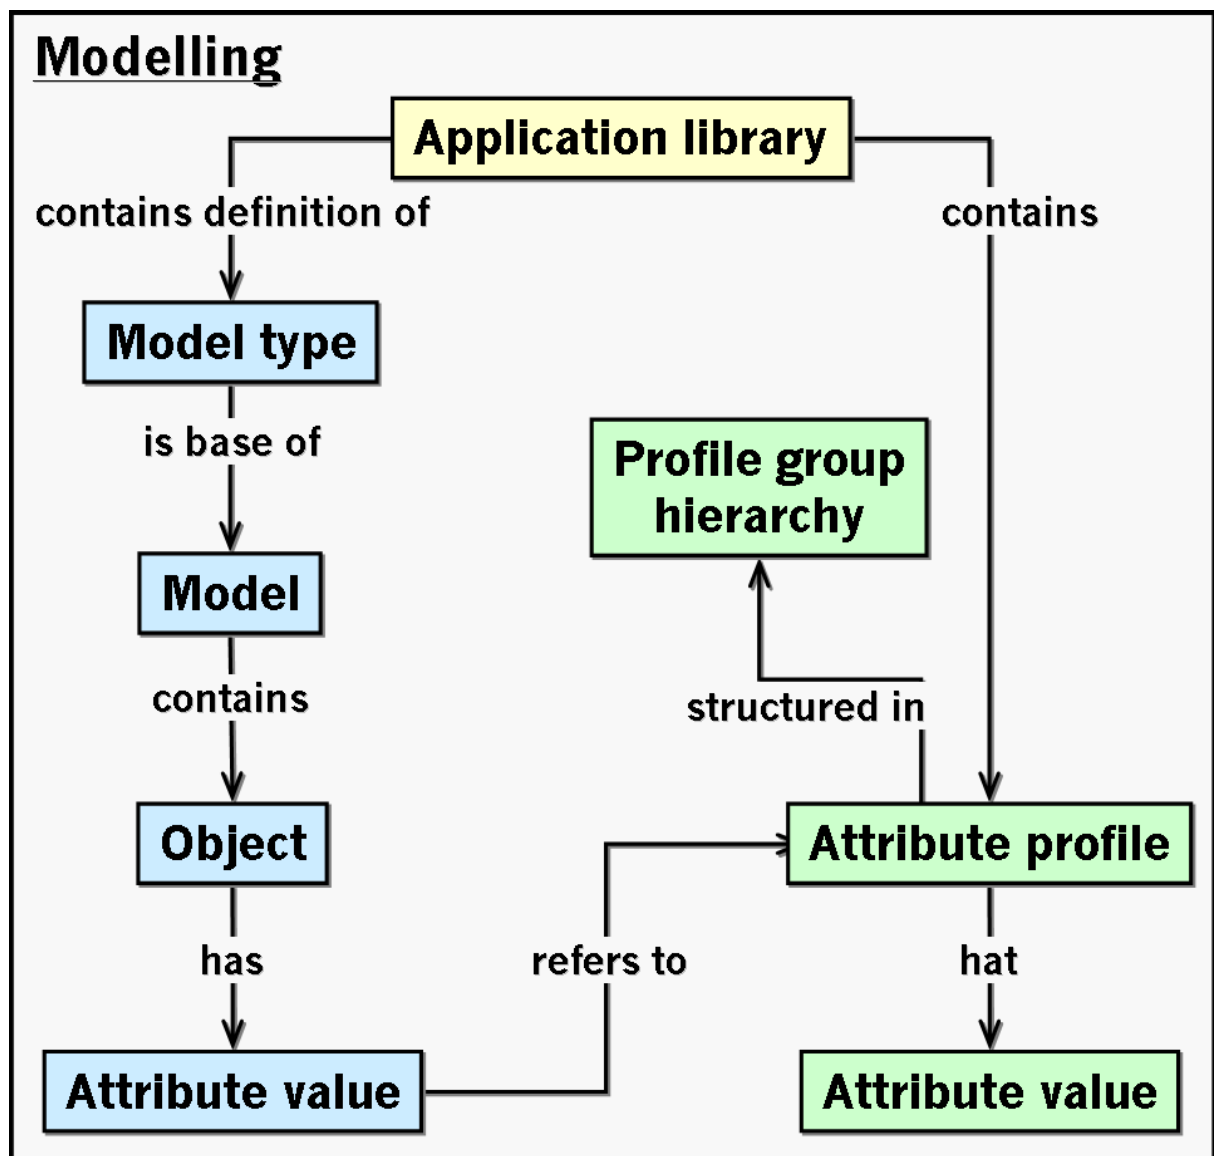 Modelling
Application library
contains definition of
contains
Model type
is base of
Profile group
hierarchy
Model
contains
structured in
Object
Attribute profile
has
refers to
hat
Attribute value
Attribute value